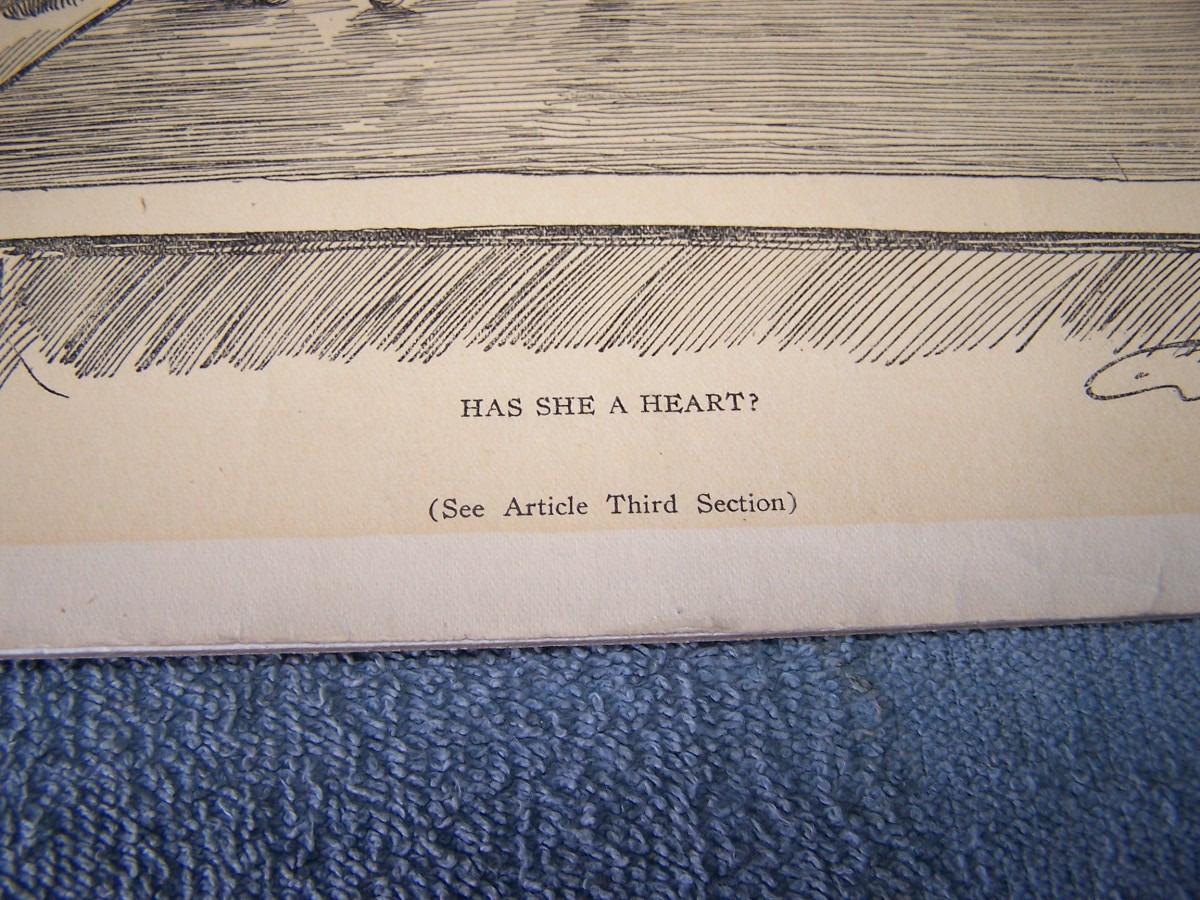 HAS SHE A HEART?
(See Article Third Section)